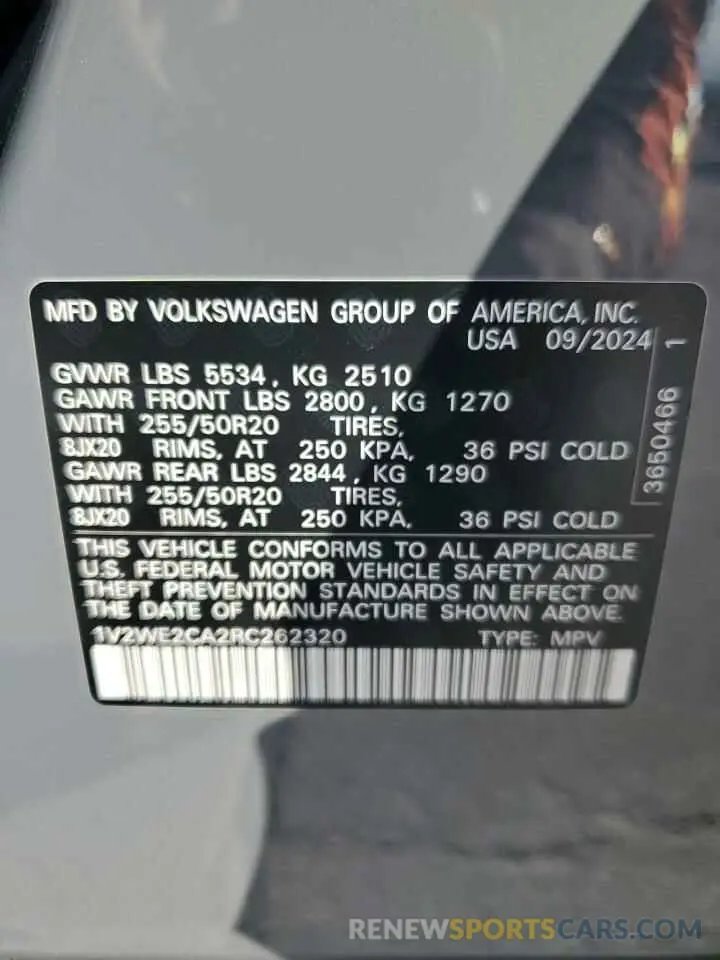 MFD BY VOLKSWAGEN GROUP OF AMERICA, INC.
USA 09/2024
GVWR LBS 5534, KG 2510
GAWR FRONT LBS 2800, KG 1270
WITH 255/50R20 TIRES,
8JX20 RIMS, AT 250 KPA, 36 PSI COLD
GAWR REAR LBS 2844, KG 1290
WITH 255/50R20 TIRES,
8JX20 RIMS, AT 250 KPA, 36 PSI COLD
3650466 1
THIS VEHICLE CONFORMS TO ALL APPLICABLE
U.S. FEDERAL MOTOR VEHICLE SAFETY AND
THEFT PREVENTION STANDARDS IN EFFECT ON
THE DATE OF MANUFACTURE SHOWN ABOVE.
1V2WE2CA2RC262320 TYPE: MPV
RENEWSPORTSCARS.COM